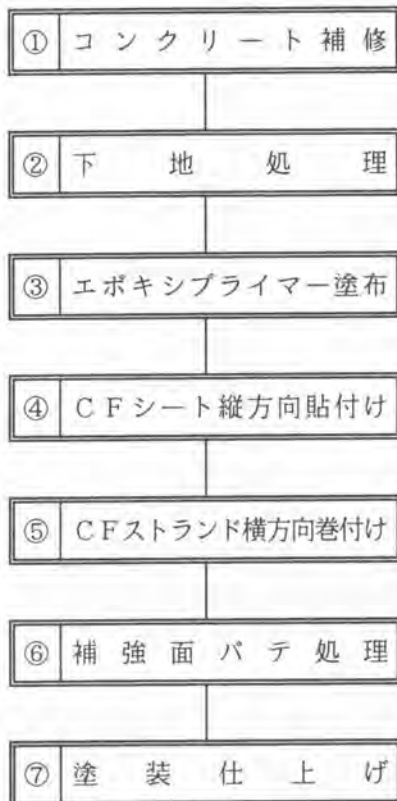 ① コンクリート補修
② 下地処理
③ エポキシプライマー塗布
④ CFシート縦方向貼付け
⑤ CFストランド横方向巻付け
⑥ 補強面パテ処理
⑦ 塗装仕上げ